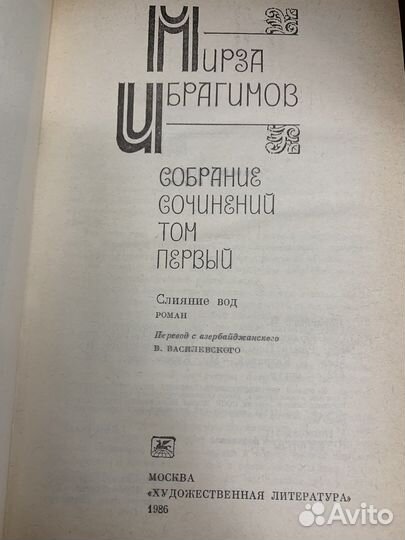 Мирза
Ибрагимов
СОБРАНИЕ
СОЧИНЕНИЙ
ТОМ
ПЕРВЫЙ
Слияние вод
РОМАН
Перевод с азербайджанского
В. ВАСИЛЕВСКОГО
МОСКВА
«ХУДОЖЕСТВЕННАЯ ЛИТЕРАТУРА»
1986
Avito